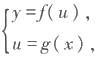 y=f(u),
u=g(x),